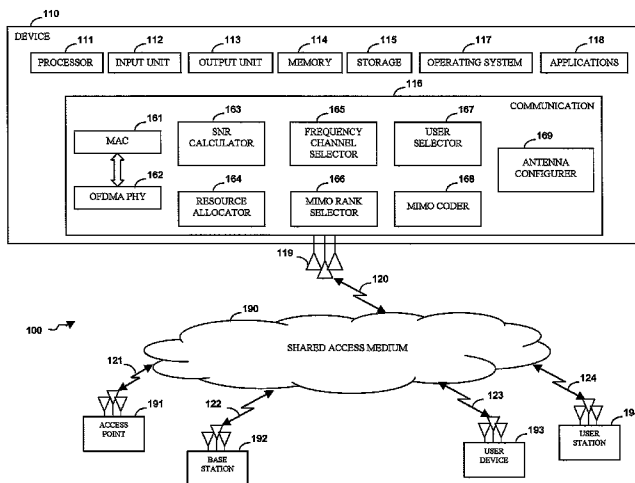 110
DEVICE
111
112
113
114
115
117
118
PROCESSOR
INPUT UNIT
OUTPUT UNIT
MEMORY
STORAGE
OPERATING SYSTEM
APPLICATIONS
116
COMMUNICATION
161
163
165
167
169
MAC
SNR
CALCULATOR
FREQUENCY
CHANNEL
SELECTOR
USER
SELECTOR
ANTENNA
CONFIGURER
162
164
166
168
OFDMA PHY
RESOURCE
ALLOCATOR
MIMO RANK
SELECTOR
MIMO CODER
119
120
190
100
SHARED ACCESS MEDIUM
121
122
123
124
191
ACCESS
POINT
192
BASE
STATION
193
USER
DEVICE
USER
STATION